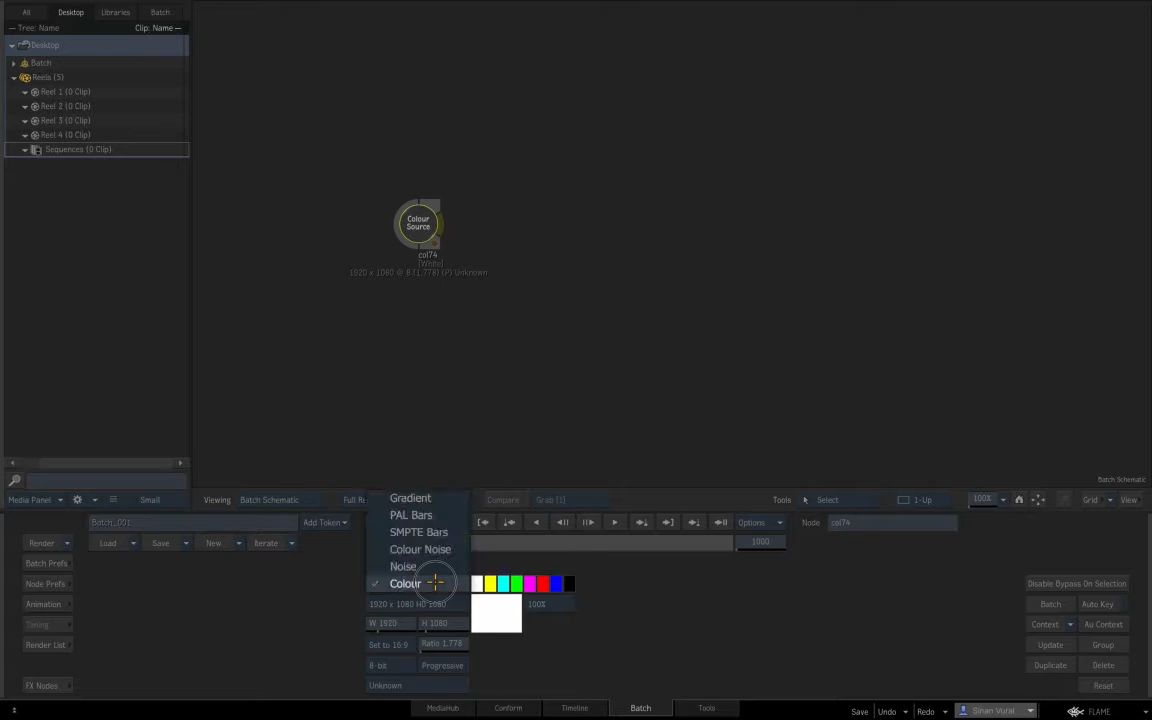 All Desktop Libraries Batch
Tree: Name Clip: Name
Desktop
Batch
Reels (5)
Reel 1 (0 Clip)
Reel 2 (0 Clip)
Reel 3 (0 Clip)
Reel 4 (0 Clip)
Sequences (0 Clip)
Colour
Source
col74
[White]
1920 x 1080 @ 8 (1.778) (P) Unknown
Batch Schematic
Media Panel Small Viewing Batch Schematic Full Re Compare Grab [1] Tools Select 1-Up 100% Grid View
Gradient
PAL Bars
SMPTE Bars
Colour Noise
Noise
Colour
Batch_001 Add Token Options Node col74
Render Load Save New Iterate 1000
Batch Prefs
Node Prefs Disable Bypass On Selection
Animation 1920 x 1080 HD 1080 100% Batch Auto Key
Timing W 1920 H 1080 Context Au Context
Render List Set to 16:9 Ratio 1.778 Update Group
8-bit Progressive Duplicate Delete
FX Nodes Unknown Reset
MediaHub Conform Timeline Batch Tools Save Undo Redo Sinan Vural FLAME